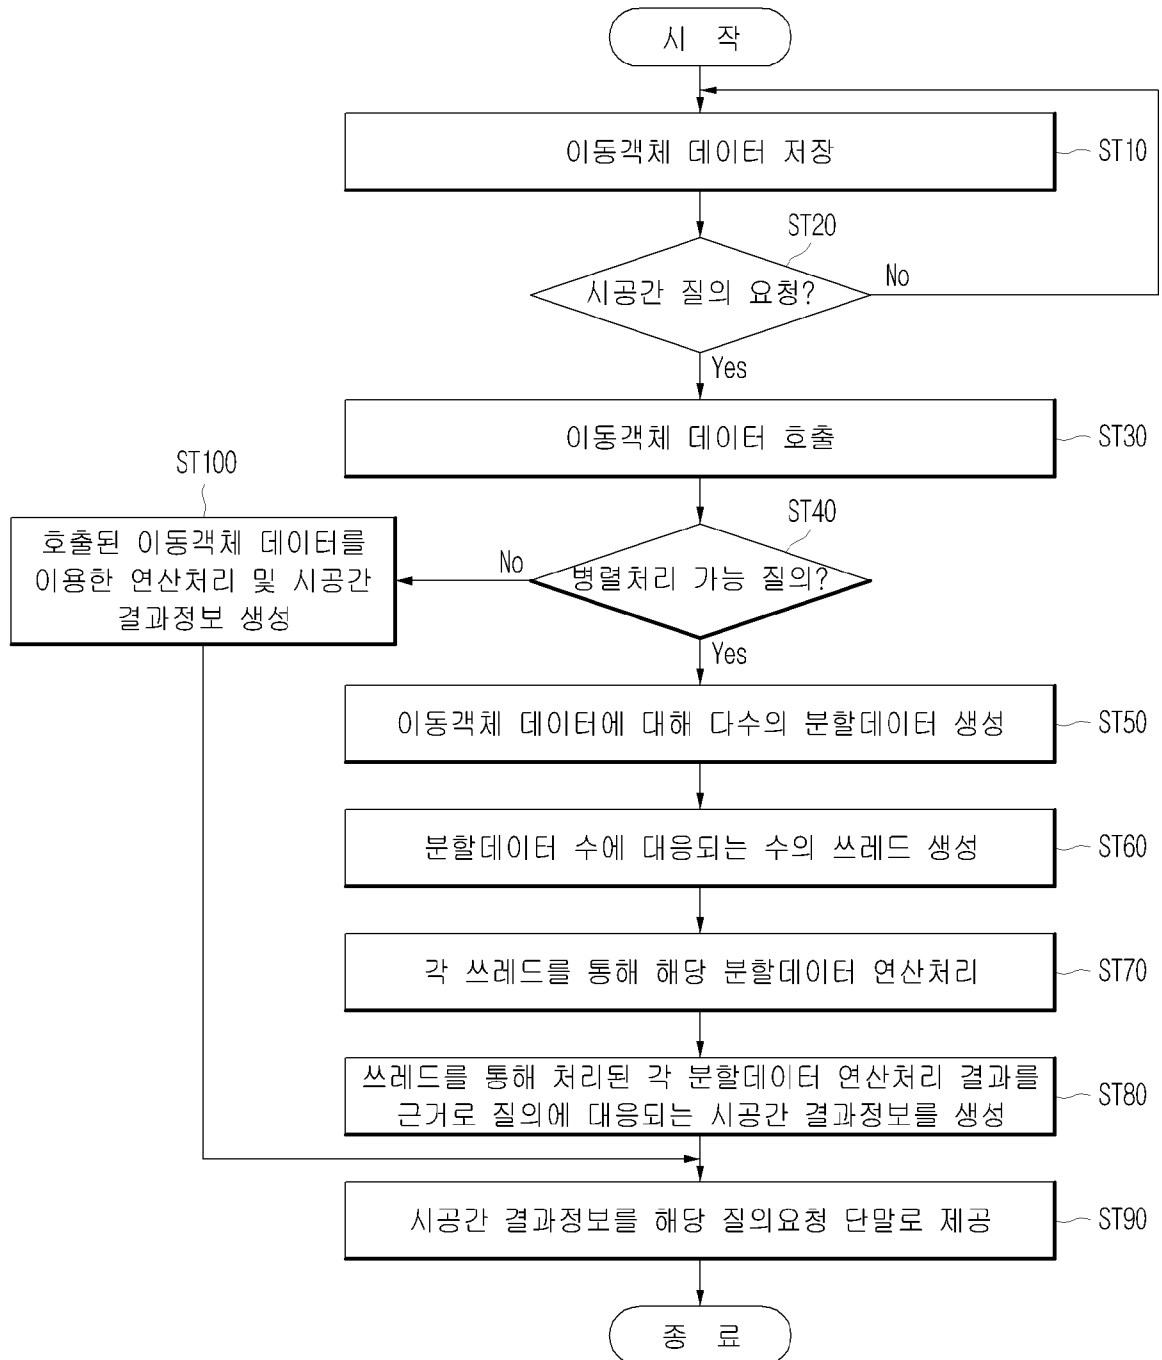 시 작
이동객체 데이터 저장
ST10
ST20
시공간 질의 요청?
No
Yes
이동객체 데이터 호출
ST30
ST100
호출된 이동객체 데이터를
이용한 연산처리 및 시공간
결과정보 생성
ST40
병렬처리 가능 질의?
No
Yes
이동객체 데이터에 대해 다수의 분할데이터 생성
ST50
분할데이터 수에 대응되는 수의 쓰레드 생성
ST60
각 쓰레드를 통해 해당 분할데이터 연산처리
ST70
쓰레드를 통해 처리된 각 분할데이터 연산처리 결과를
근거로 질의에 대응되는 시공간 결과정보를 생성
ST80
시공간 결과정보를 해당 질의요청 단말로 제공
ST90
종 료